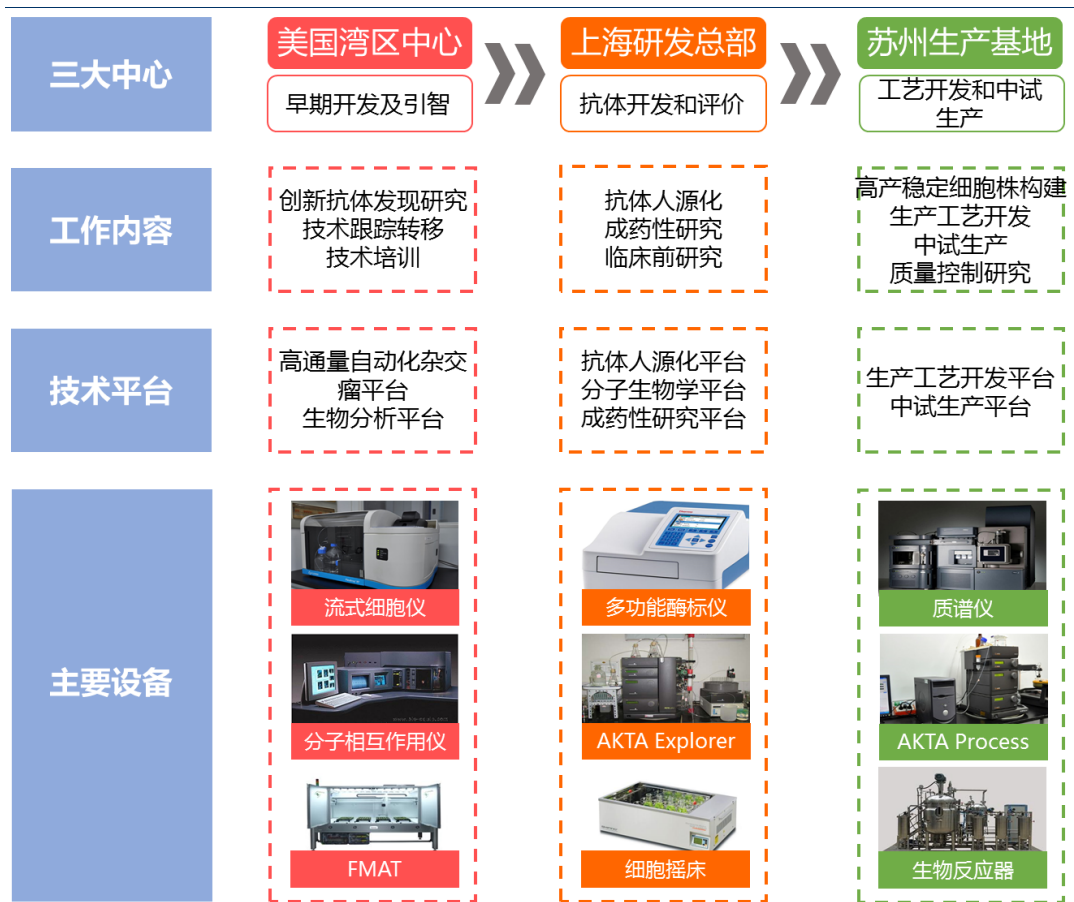 三大中心
美国湾区中心
早期开发及引智
上海研发总部
抗体开发和评价
苏州生产基地
工艺开发和中试
生产
工作内容
创新抗体发现研究
技术跟踪转移
技术培训
抗体人源化
成药性研究
临床前研究
高产稳定细胞株构建
生产工艺开发
中试生产
质量控制研究
技术平台
高通量自动化杂交
瘤平台
生物分析平台
抗体人源化平台
分子生物学平台
成药性研究平台
生产工艺开发平台
中试生产平台
主要设备
流式细胞仪
多功能酶标仪
质谱仪
分子相互作用仪
AKTA Explorer
AKTA Process
FMAT
细胞摇床
生物反应器